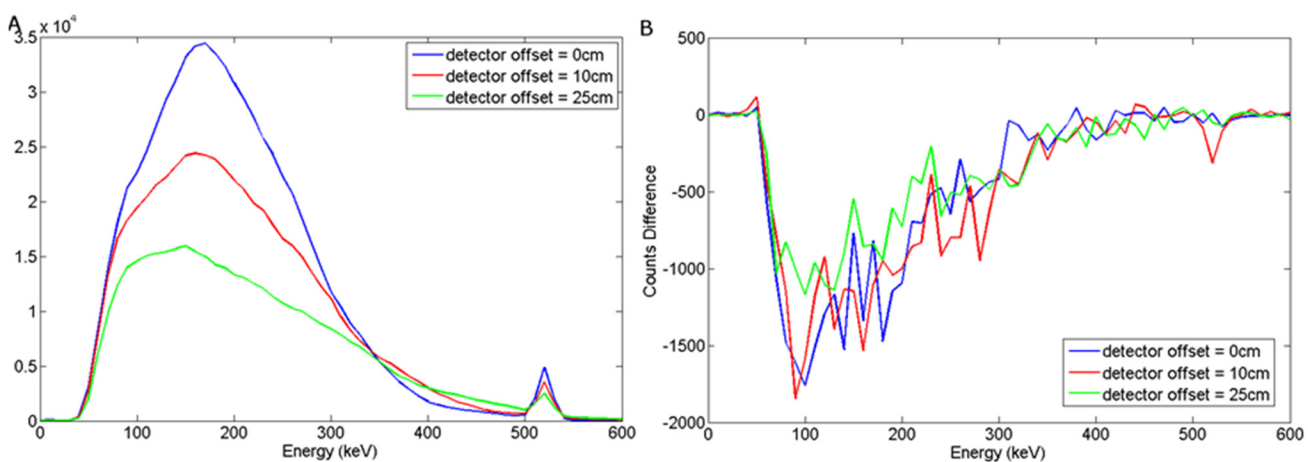 A
x 10^4
3.5
3
2.5
2
1.5
1
0.5
0
0 100 200 300 400 500 600
Energy (keV)
detector offset = 0cm
detector offset = 10cm
detector offset = 25cm
B
500
0
-500
-1000
-1500
-2000
Counts Difference
0 100 200 300 400 500 600
Energy (keV)
detector offset = 0cm
detector offset = 10cm
detector offset = 25cm